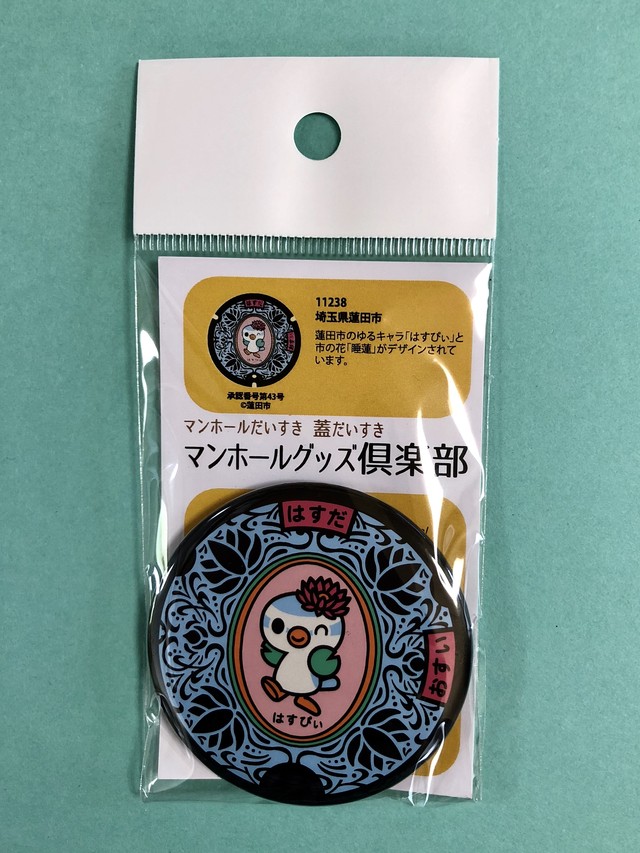 はすだ
11238
埼玉県蓮田市
蓮田市のゆるキャラ「はすぴぃ」と
市の花「睡蓮」がデザインされて
います。
承認番号第43号
©蓮田市
マンホールだいすき 蓋だいすき
マンホールグッズ倶楽部
はすだ
おすい
はすぴぃ